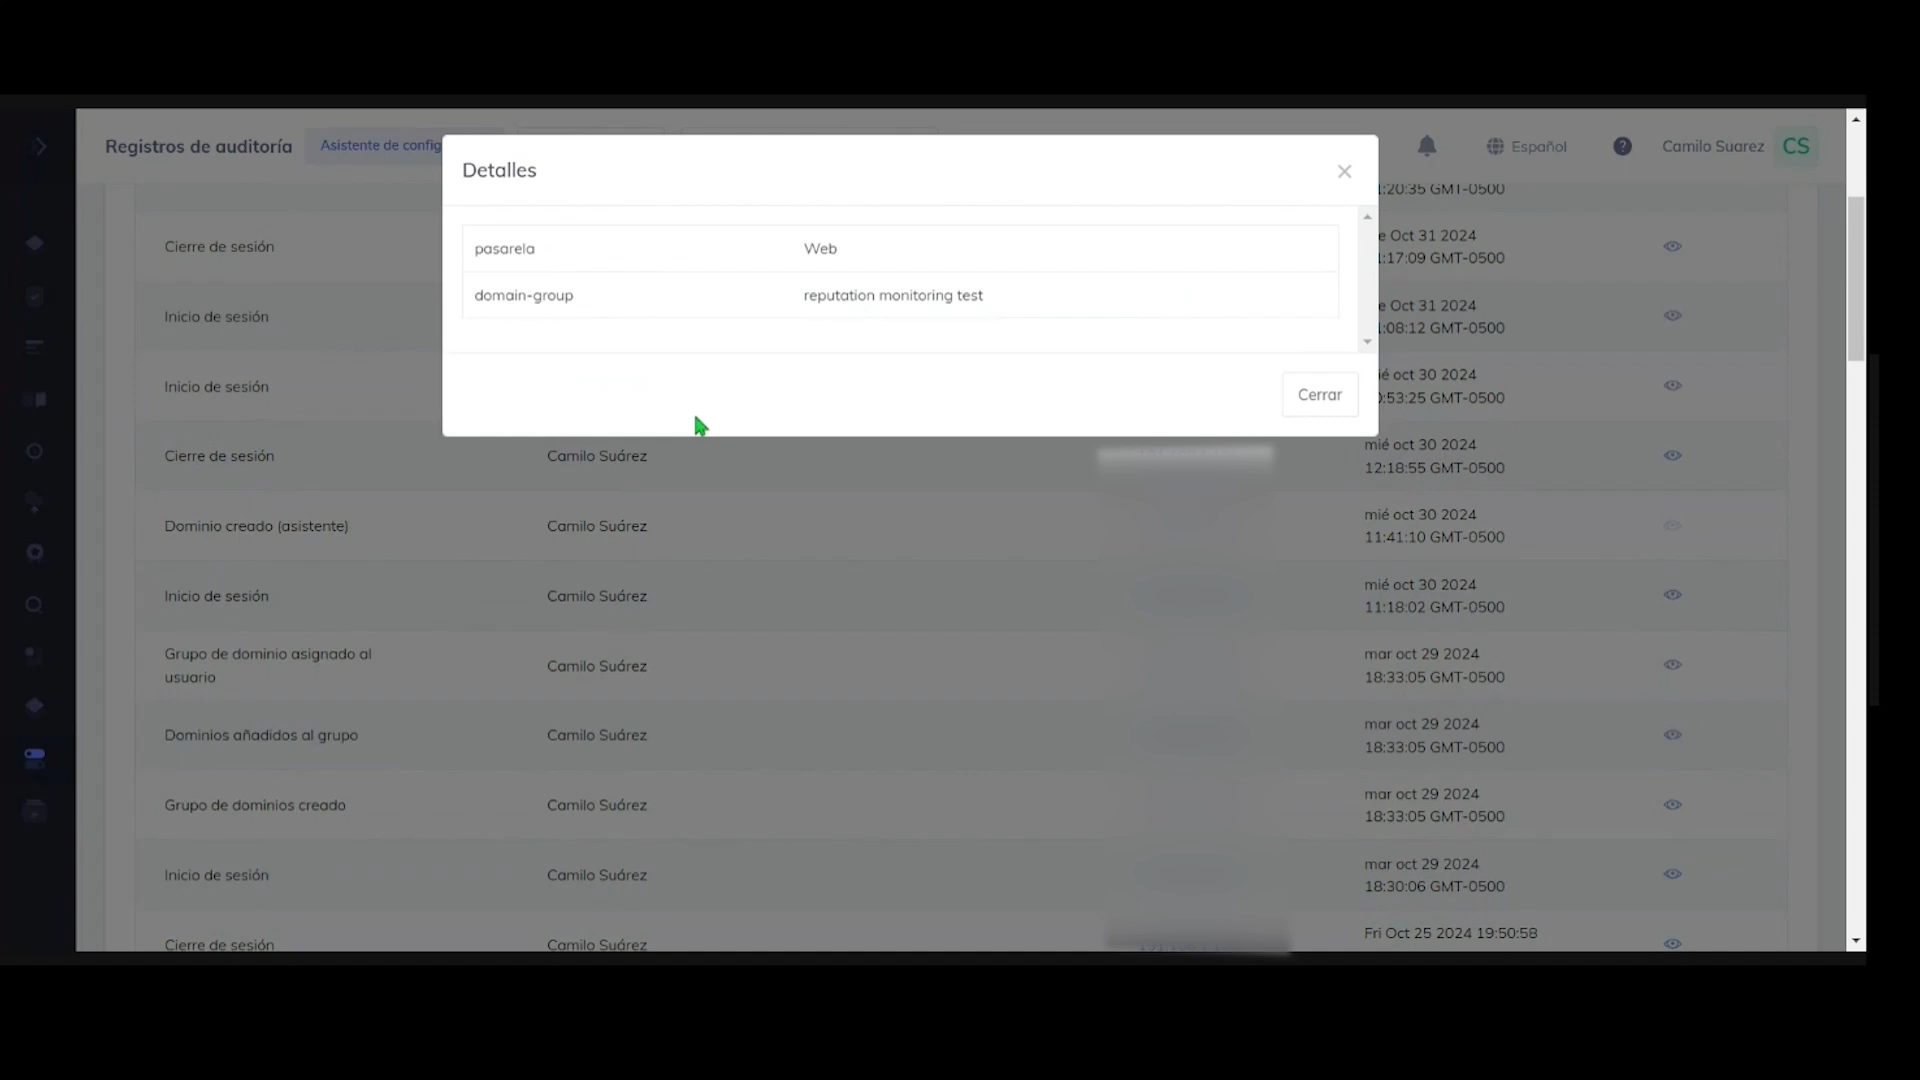 Registros de auditoría
Asistente de config
Español
?
Camilo Suarez
CS
Detalles
pasarela Web
domain-group reputation monitoring test
Cerrar
1:20:35 GMT-0500
Cierre de sesión
e Oct 31 2024
1:17:09 GMT-0500
Inicio de sesión
e Oct 31 2024
1:08:12 GMT-0500
Inicio de sesión
ié oct 30 2024
0:53:25 GMT-0500
Cierre de sesión Camilo Suárez
mié oct 30 2024
12:18:55 GMT-0500
Dominio creado (asistente) Camilo Suárez
mié oct 30 2024
11:41:10 GMT-0500
Inicio de sesión Camilo Suárez
mié oct 30 2024
11:18:02 GMT-0500
Grupo de dominio asignado al
usuario
Camilo Suárez
mar oct 29 2024
18:33:05 GMT-0500
Dominios añadidos al grupo Camilo Suárez
mar oct 29 2024
18:33:05 GMT-0500
Grupo de dominios creado Camilo Suárez
mar oct 29 2024
18:33:05 GMT-0500
Inicio de sesión Camilo Suárez
mar oct 29 2024
18:30:06 GMT-0500
Cierre de sesión Camilo Suárez
Fri Oct 25 2024 19:50:58